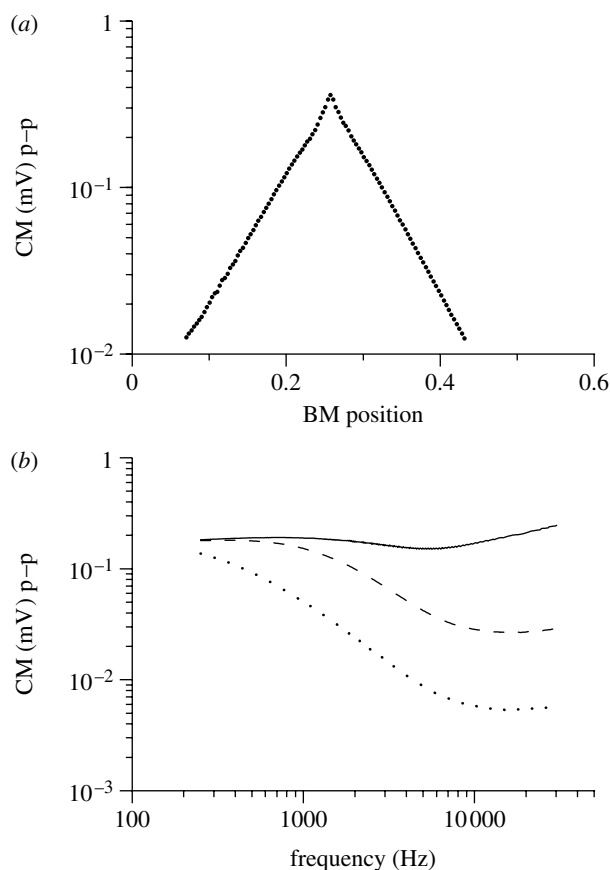 (a)
1
10⁻¹
10⁻²
CM (mV) p–p
0 0.2 0.4 0.6
BM position
(b)
1
10⁻¹
10⁻²
10⁻³
CM (mV) p–p
100 1000 10 000
frequency (Hz)